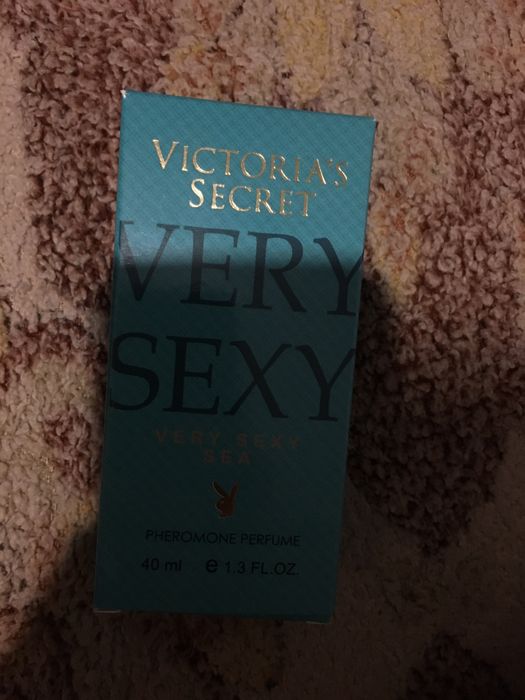 VICTORIA'S
SECRET
VERY
SEXY
VERY SEXY
SEA
PHEROMONE PERFUME
40 ml e 1.3 FL.OZ.